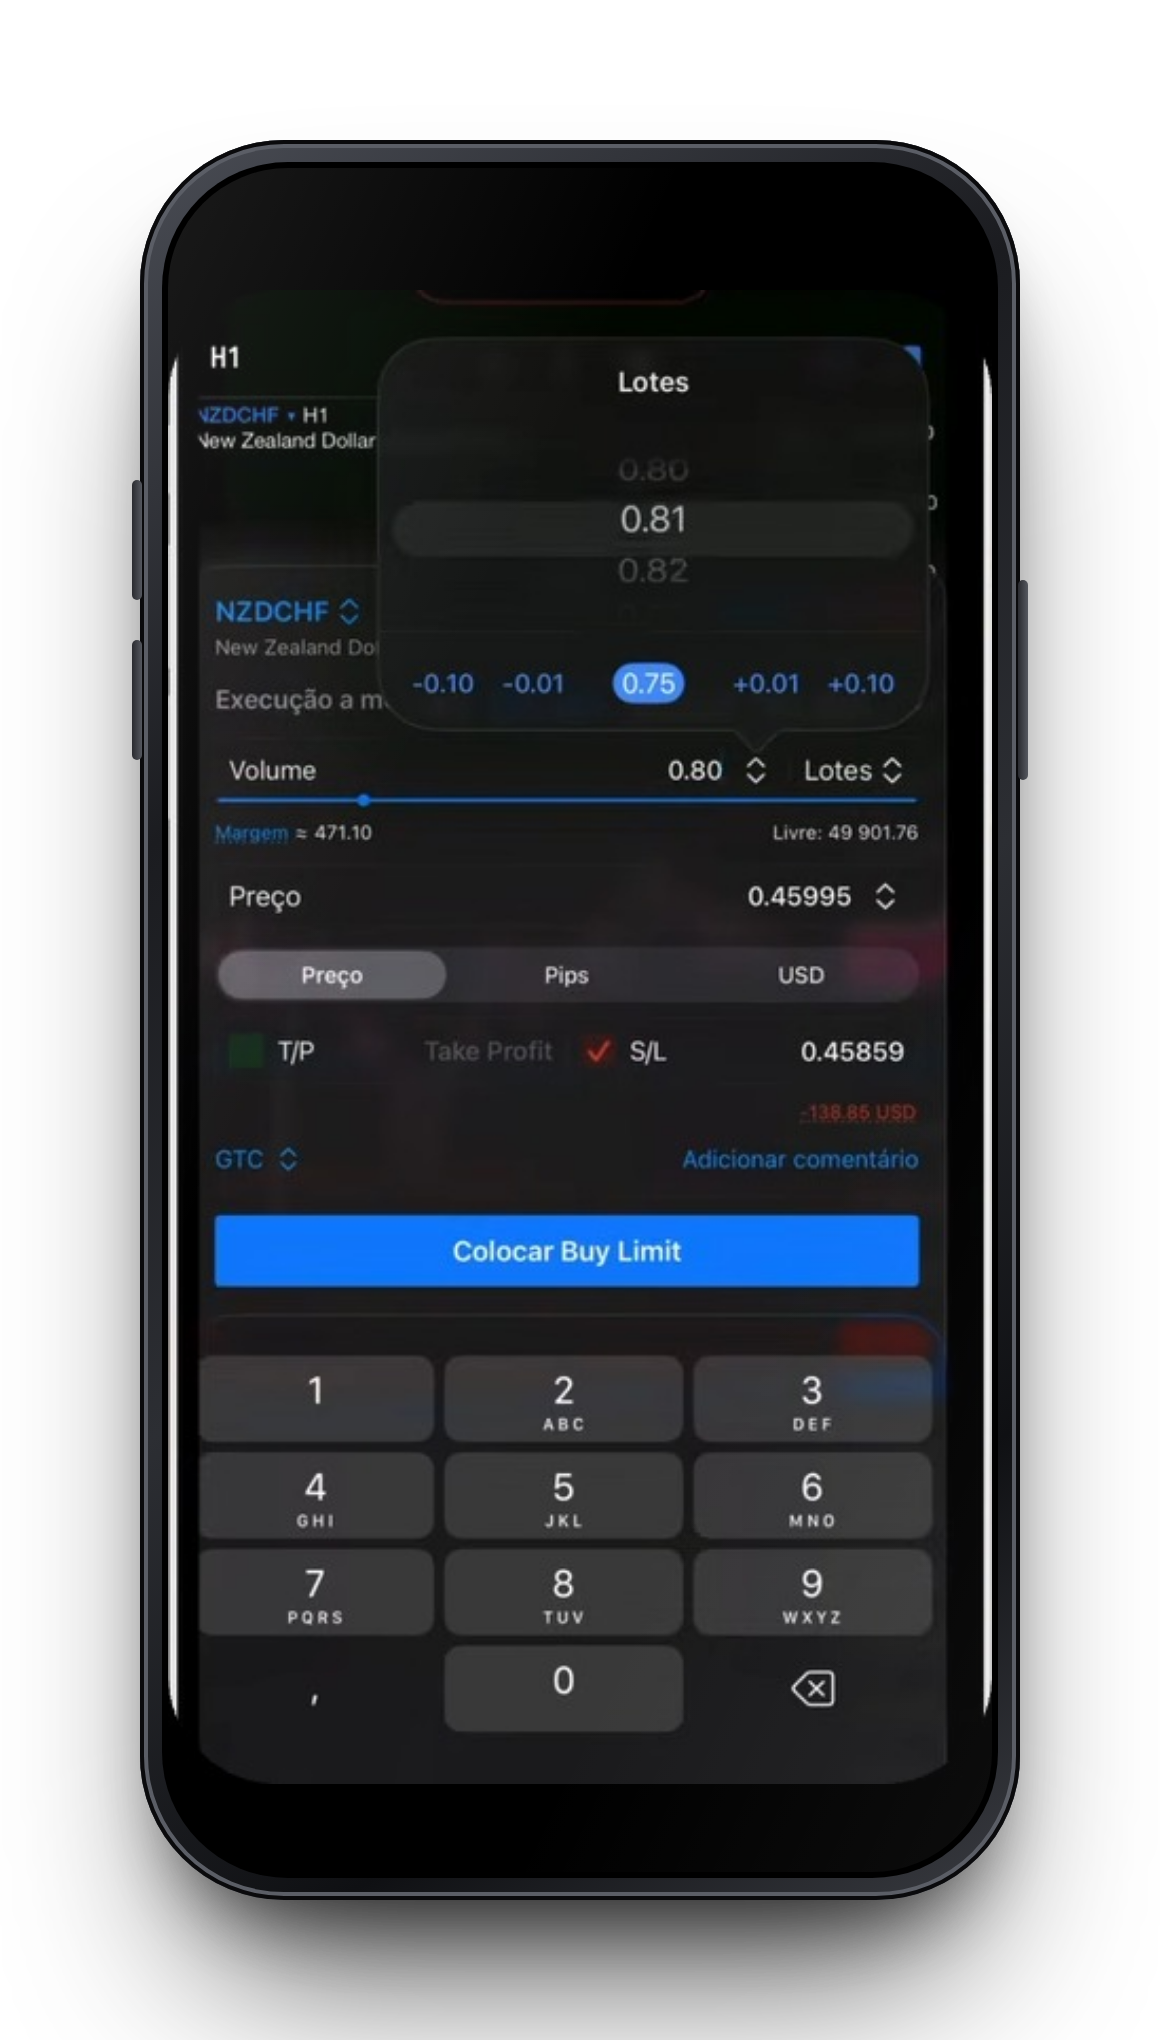 H1
NZDCHF ▾ H1
New Zealand Dollar
Lotes
0.80
0.81
0.82
-0.10 -0.01 0.75 +0.01 +0.10
NZDCHF
New Zealand Do
Execução a m
Volume 0.80 Lotes
Margem ≈ 471.10 Livre: 49 901.76
Preço 0.45995
Preço Pips USD
T/P Take Profit S/L 0.45859
-138.85 USD
GTC Adicionar comentário
Colocar Buy Limit
1 2 3
ABC DEF
4 5 6
GHI JKL MNO
7 8 9
PQRS TUV WXYZ
, 0